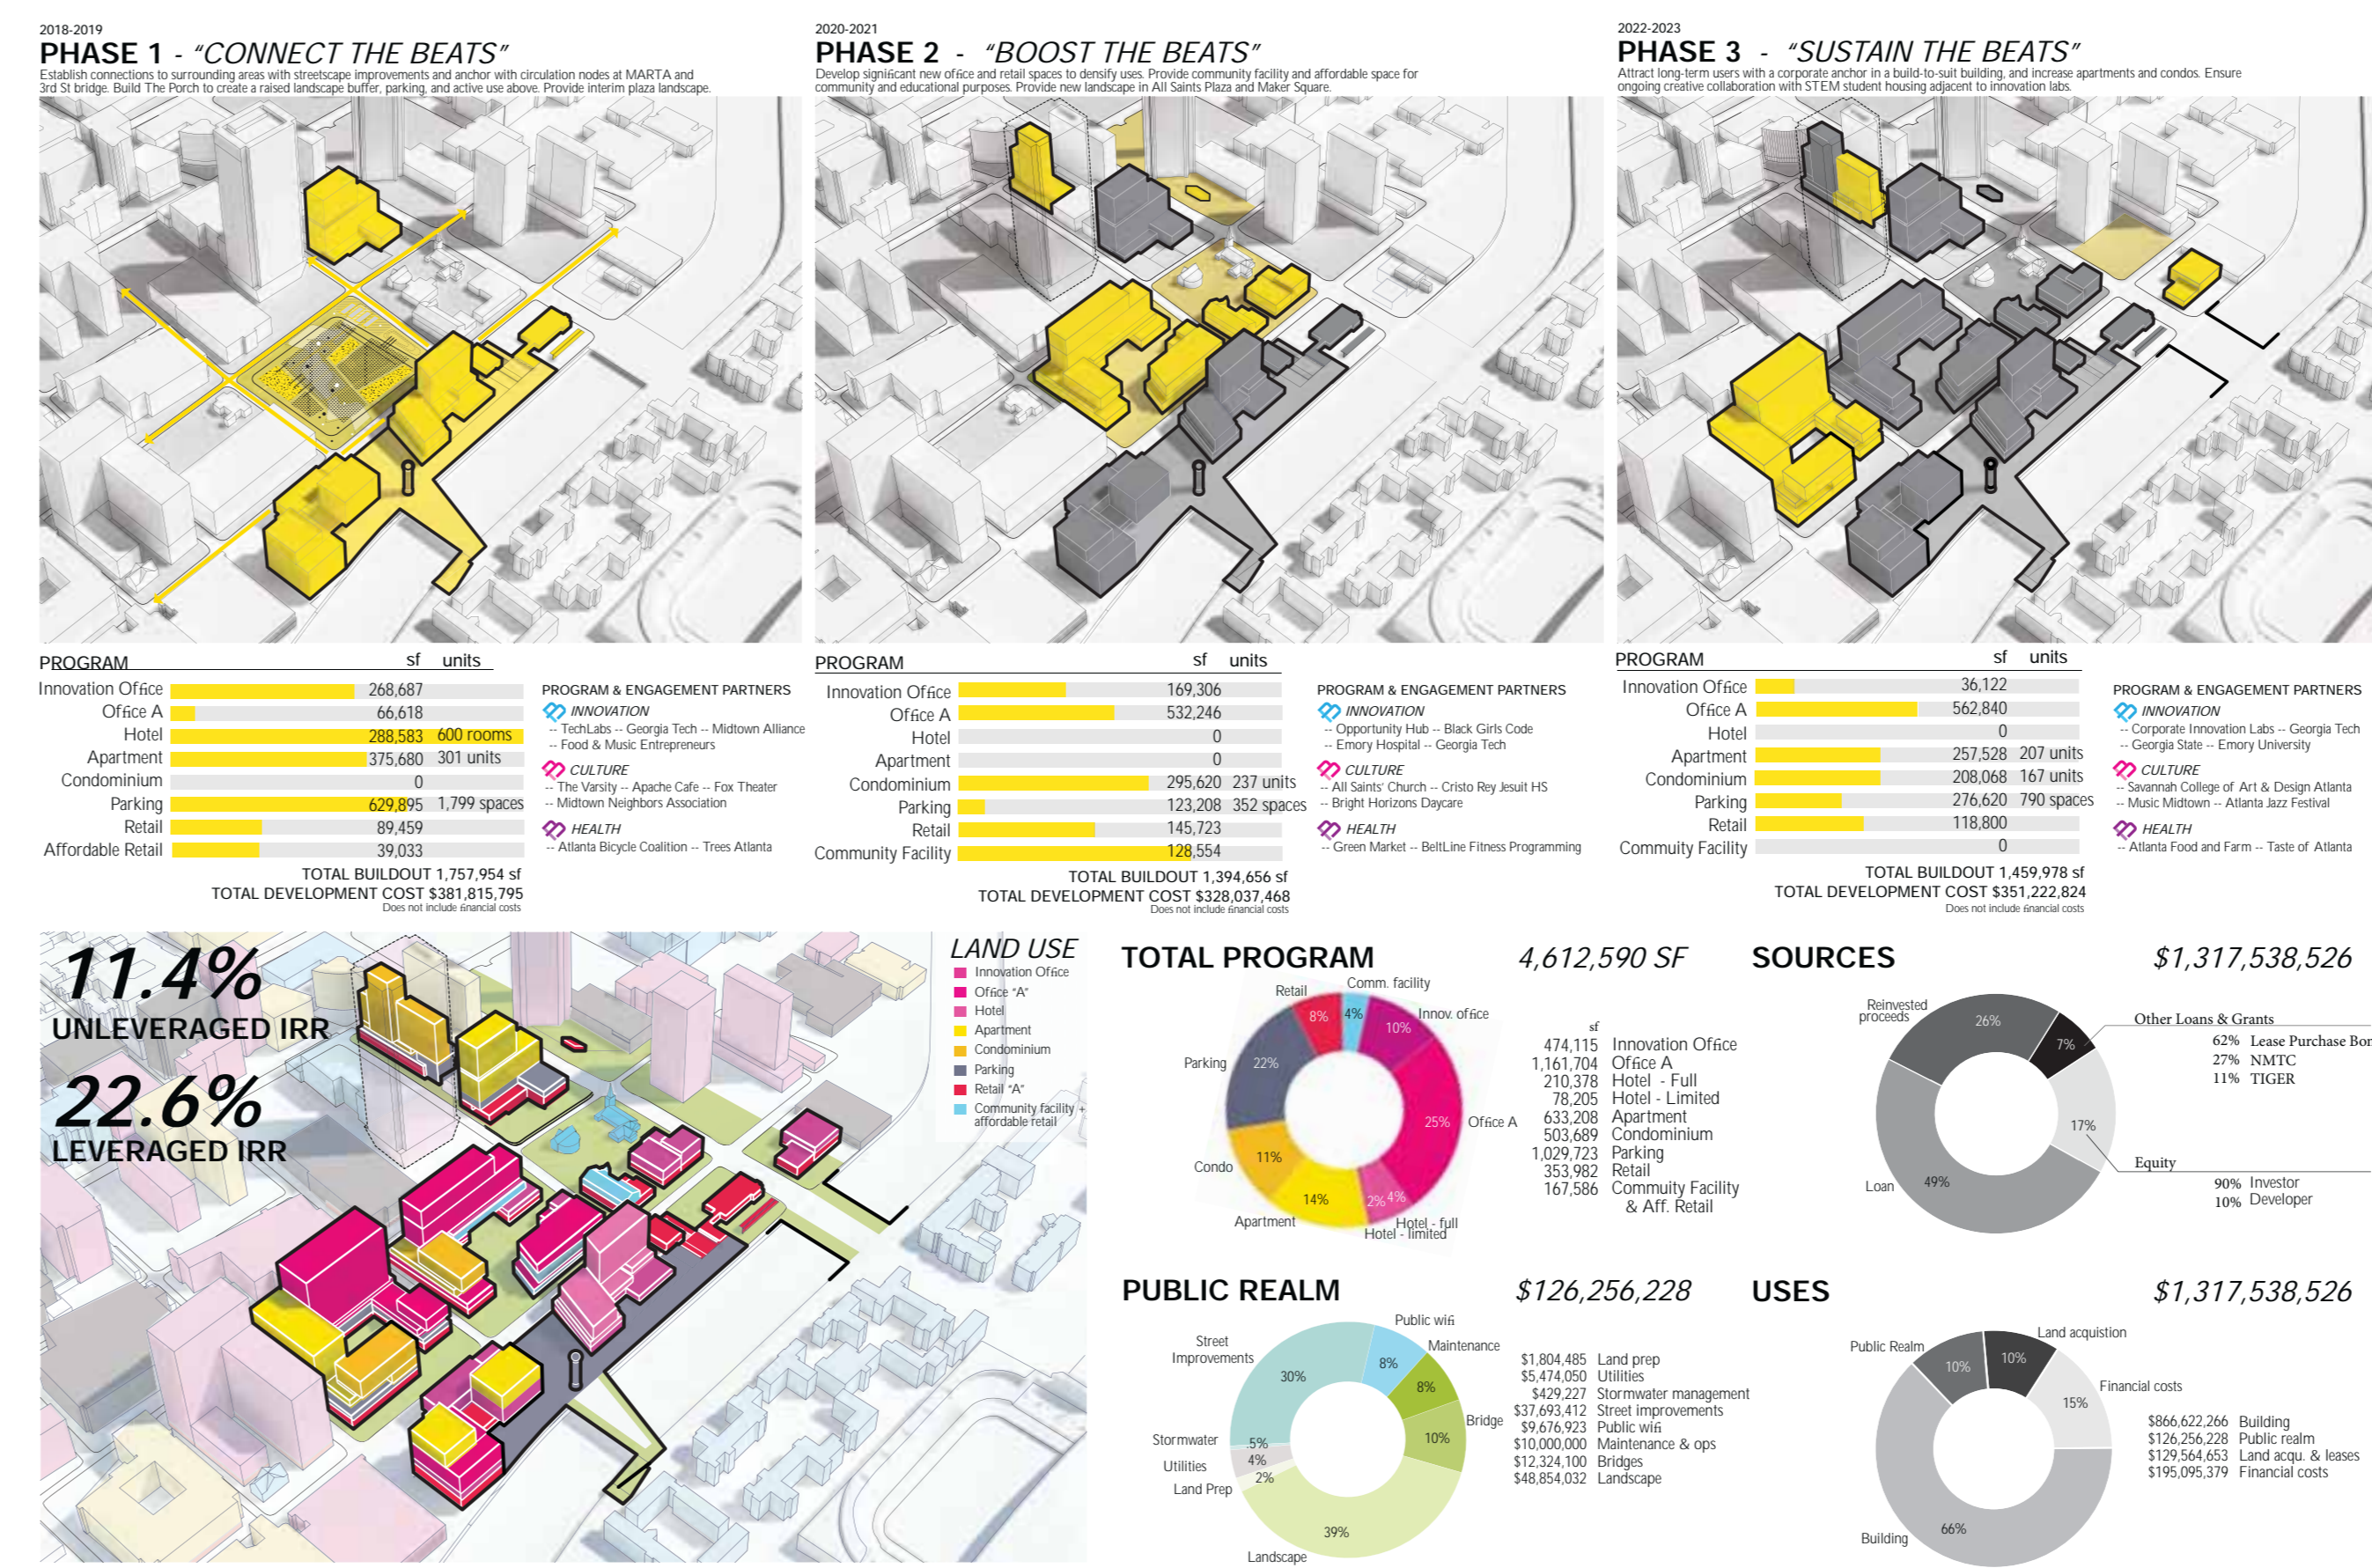 2018-2019
PHASE 1 - "CONNECT THE BEATS"
Establish connections to surrounding areas with streetscape improvements and anchor with circulation nodes at MARTA and
3rd St bridge. Build The Porch to create a raised landscape buffer, parking, and active use above. Provide interim plaza landscape.
2020-2021
PHASE 2 - "BOOST THE BEATS"
Develop significant new office and retail spaces to densify uses. Provide community facility and affordable space for
community and educational purposes. Provide new landscape in All Saints Plaza and Maker Square.
2022-2023
PHASE 3 - "SUSTAIN THE BEATS"
Attract long-term users with a corporate anchor in a build-to-suit building, and increase apartments and condos. Ensure
ongoing creative collaboration with STEM student housing adjacent to innovation labs.
PROGRAM sf units
Innovation Office 268,687
Office A 66,618
Hotel 288,583 600 rooms
Apartment 375,680 301 units
Condominium 0
Parking 629,895 1,799 spaces
Retail 89,459
Affordable Retail 39,033
TOTAL BUILDOUT 1,757,954 sf
TOTAL DEVELOPMENT COST $381,815,795
Does not include financial costs
PROGRAM & ENGAGEMENT PARTNERS
INNOVATION
-- TechLabs -- Georgia Tech -- Midtown Alliance
-- Food & Music Entrepreneurs
CULTURE
-- The Varsity -- Apache Cafe -- Fox Theater
-- Midtown Neighbors Association
HEALTH
-- Atlanta Bicycle Coalition -- Trees Atlanta
PROGRAM sf units
Innovation Office 169,306
Office A 532,246
Hotel 0
Apartment 0
Condominium 295,620 237 units
Parking 123,208 352 spaces
Retail 145,723
Community Facility 128,554
TOTAL BUILDOUT 1,394,656 sf
TOTAL DEVELOPMENT COST $328,037,468
Does not include financial costs
PROGRAM & ENGAGEMENT PARTNERS
INNOVATION
-- Opportunity Hub -- Black Girls Code
-- Emory Hospital -- Georgia Tech
CULTURE
-- All Saints' Church -- Cristo Rey Jesuit HS
-- Bright Horizons Daycare
HEALTH
-- Green Market -- BeltLine Fitness Programming
PROGRAM sf units
Innovation Office 36,122
Office A 562,840
Hotel 0
Apartment 257,528 207 units
Condominium 208,068 167 units
Parking 276,620 790 spaces
Retail 118,800
Commuity Facility 0
TOTAL BUILDOUT 1,459,978 sf
TOTAL DEVELOPMENT COST $351,222,824
Does not include financial costs
PROGRAM & ENGAGEMENT PARTNERS
INNOVATION
-- Corporate Innovation Labs -- Georgia Tech
-- Georgia State -- Emory University
CULTURE
-- Savannah College of Art & Design Atlanta
-- Music Midtown -- Atlanta Jazz Festival
HEALTH
-- Atlanta Food and Farm -- Taste of Atlanta
11.4%
UNLEVERAGED IRR
22.6%
LEVERAGED IRR
LAND USE
Innovation Office
Office "A"
Hotel
Apartment
Condominium
Parking
Retail "A"
Community facility +
affordable retail
TOTAL PROGRAM 4,612,590 SF
Comm. facility
4%
Innov. office
10%
Office A
25%
Hotel - full
4%
Hotel - limited
2%
Apartment
14%
Condo
11%
Parking
22%
Retail
8%
sf
474,115 Innovation Office
1,161,704 Office A
210,378 Hotel - Full
78,205 Hotel - Limited
633,208 Apartment
503,689 Condominium
1,029,723 Parking
353,982 Retail
167,586 Commuity Facility
& Aff. Retail
SOURCES $1,317,538,526
Reinvested
proceeds
26%
7%
17%
49%
Loan
Other Loans & Grants
62% Lease Purchase Bon
27% NMTC
11% TIGER
Equity
90% Investor
10% Developer
PUBLIC REALM $126,256,228
Public wifi
8%
Maintenance
8%
Bridge
10%
Landscape
39%
Land Prep
2%
Utilities
4%
Stormwater
.5%
Street
Improvements
30%
$1,804,485 Land prep
$5,474,050 Utilities
$429,227 Stormwater management
$37,693,412 Street improvements
$9,676,923 Public wifi
$10,000,000 Maintenance & ops
$12,324,100 Bridges
$48,854,032 Landscape
USES $1,317,538,526
Public Realm
10%
Land acquistion
10%
Financial costs
15%
Building
66%
$866,622,266 Building
$126,256,228 Public realm
$129,564,653 Land acqu. & leases
$195,095,379 Financial costs